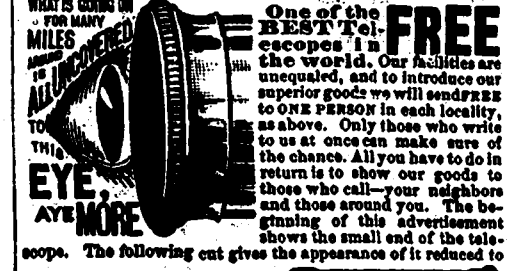 WHAT IS GOING ON
FOR MANY
MILES
AROUND
IS
ALL UNCOVERED
TO
THIS
EYE,
AYE MORE
FREE
One of the
BEST Tel-
escopes in
the world. Our facilities are
unequaled, and to introduce our
superior goods we will send FREE
to ONE PERSON in each locality,
as above. Only those who write
to us at once can make sure of
the chance. All you have to do in
return is to show our goods to
those who call—your neighbors
and those around you. The be-
ginning of this advertisement
shows the small end of the tele-
scope. The following cut gives the appearance of it reduced to